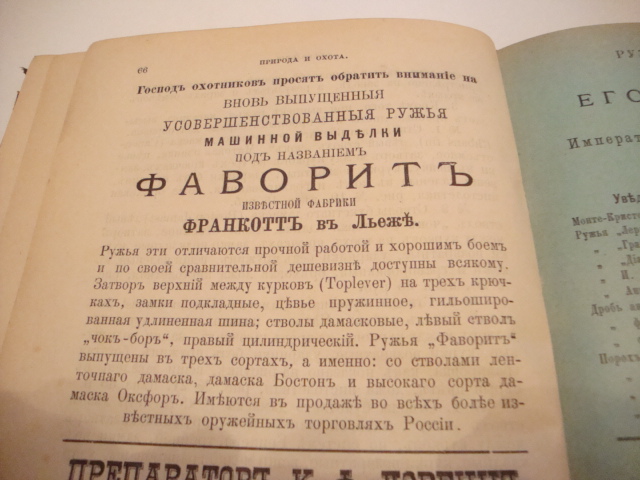 66
ПРИРОДА И ОХОТА.
Господъ охотниковъ просятъ обратить вниманіе на
ВНОВЬ ВЫПУЩЕННЫЯ
УСОВЕРШЕНСТВОВАННЫЯ РУЖЬЯ
МАШИННОЙ ВЫДѢЛКИ
ПОДЪ НАЗВАНІЕМЪ
ФАВОРИТЪ
ИЗВѢСТНОЙ ФАБРИКИ
ФРАНКОТТЪ въ Льежѣ.
Ружья эти отличаются прочной работой и хорошимъ боемъ
и по своей сравнительной дешевизнѣ доступны всякому.
Затворъ верхній между курковъ (Toplever) на трехъ крюч-
кахъ, замки подкладные, цѣвье пружинное, гильоширо-
ванная удлиненная шина; стволы дамасковые, лѣвый стволъ
„чокъ-боръ“, правый цилиндрическій. Ружья „Фаворитъ“
выпущены въ трехъ сортахъ, а именно: со стволами лен-
точнаго дамаска, дамаска Бостонъ и высокаго сорта да-
маска Оксфоръ. Имѣются въ продажѣ во всѣхъ болѣе из-
вѣстныхъ оружейныхъ торговляхъ Россіи.
ПРЕПАРАТОРЪ
РУ
ЕГО
Императ
Увѣд
Монте-Кристо
Ружья
Дробь
Порохъ